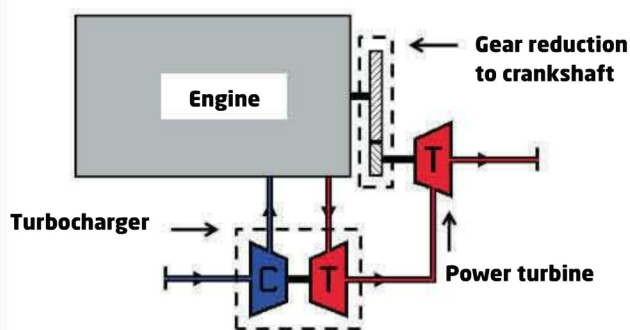 Gear reduction
to crankshaft
Engine
T
Turbocharger
C
T
Power turbine